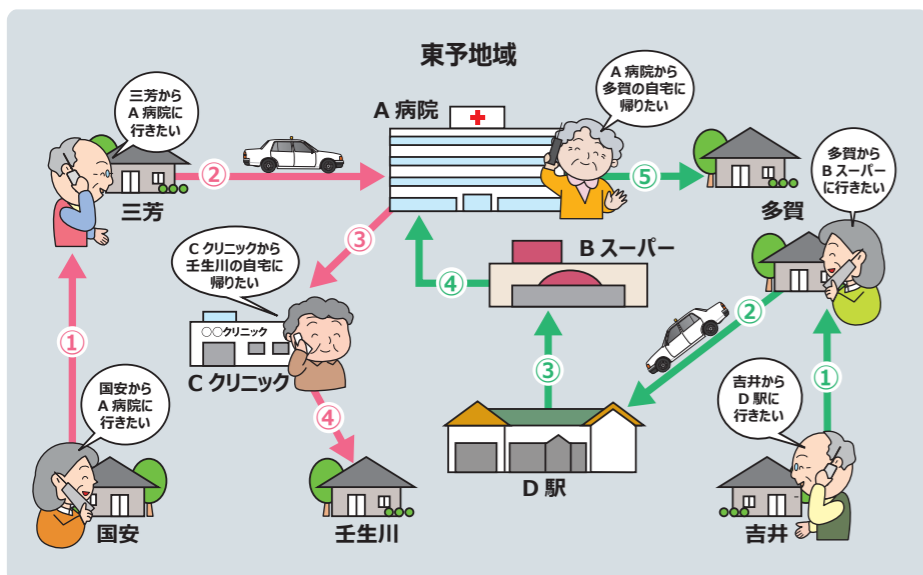 東予地域
A 病院から
多賀の自宅に
帰りたい
三芳から
A 病院に
行きたい
A 病院
多賀から
B スーパー
に行きたい
②
⑤
三芳
多賀
③
B スーパー
C クリニックから
壬生川の自宅に
帰りたい
④
②
○○クリニック
①
C クリニック
③
①
国安から
A 病院に
行きたい
④
吉井から
D 駅に
行きたい
D 駅
国安
壬生川
吉井